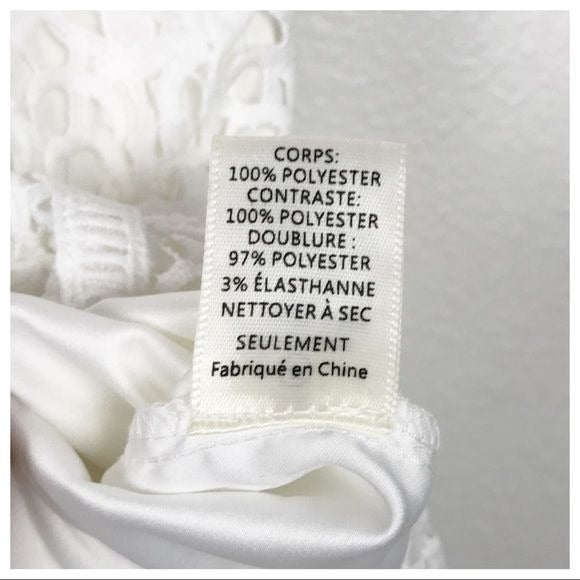 CORPS:
100% POLYESTER
CONTRASTE:
100% POLYESTER
DOUBLURE :
97% POLYESTER
3% ÉLASTHANNE
NETTOYER À SEC
SEULEMENT
Fabriqué en Chine